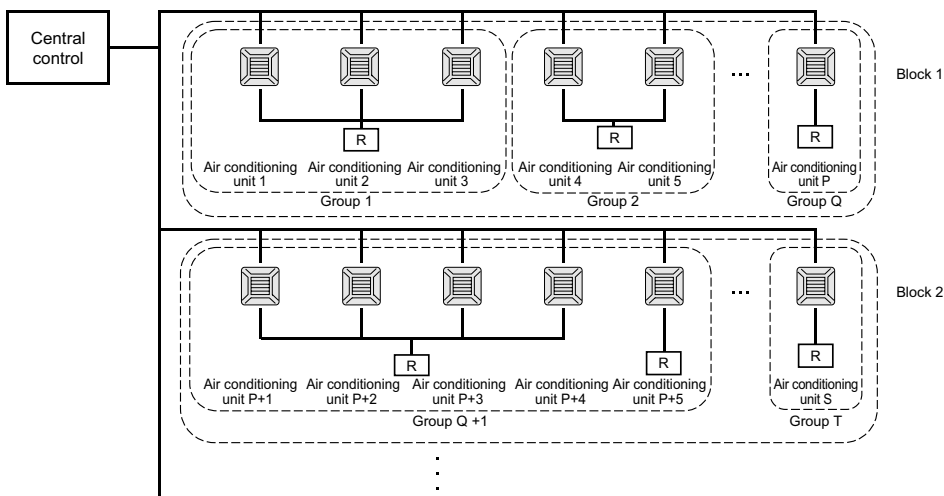 Central
control
Block 1
...
R
R
R
Air conditioning
unit 1
Air conditioning
unit 2
Air conditioning
unit 3
Air conditioning
unit 4
Air conditioning
unit 5
Air conditioning
unit P
Group 1
Group 2
Group Q
Block 2
...
R
R
R
Air conditioning
unit P+1
Air conditioning
unit P+2
Air conditioning
unit P+3
Air conditioning
unit P+4
Air conditioning
unit P+5
Air conditioning
unit S
Group Q +1
Group T